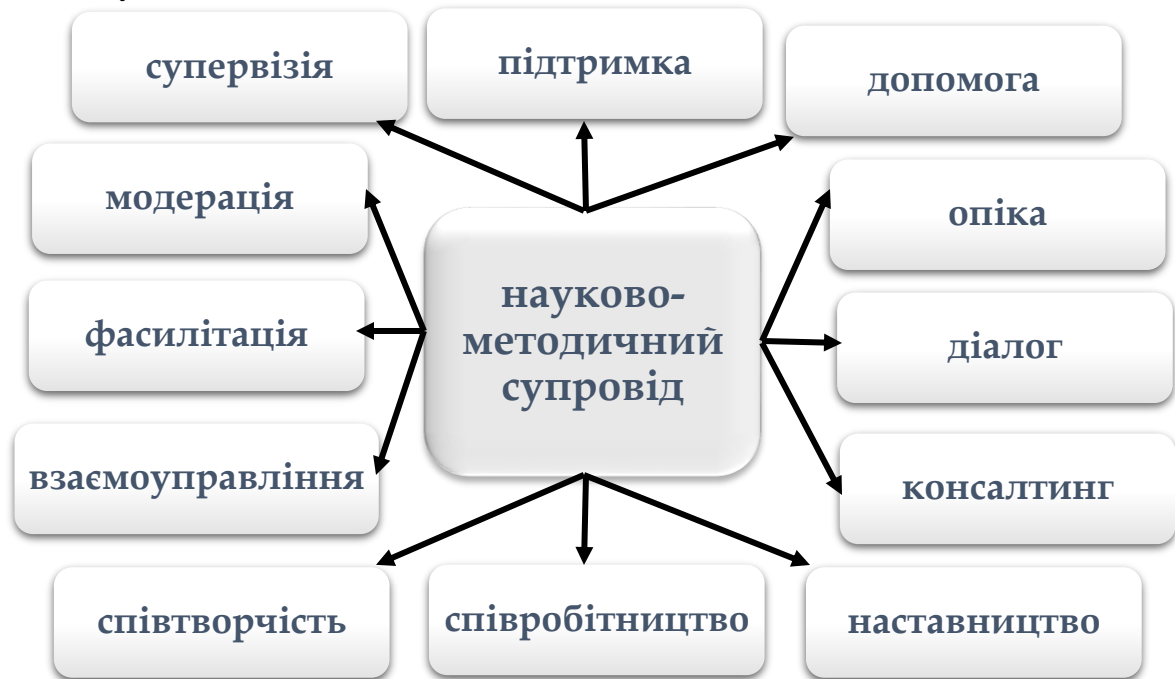 супервізія
підтримка
допомога
модерація
опіка
науково-
методичний
супровід
фасилітація
діалог
взаємоуправління
консалтинг
співтворчість
співробітництво
наставництво